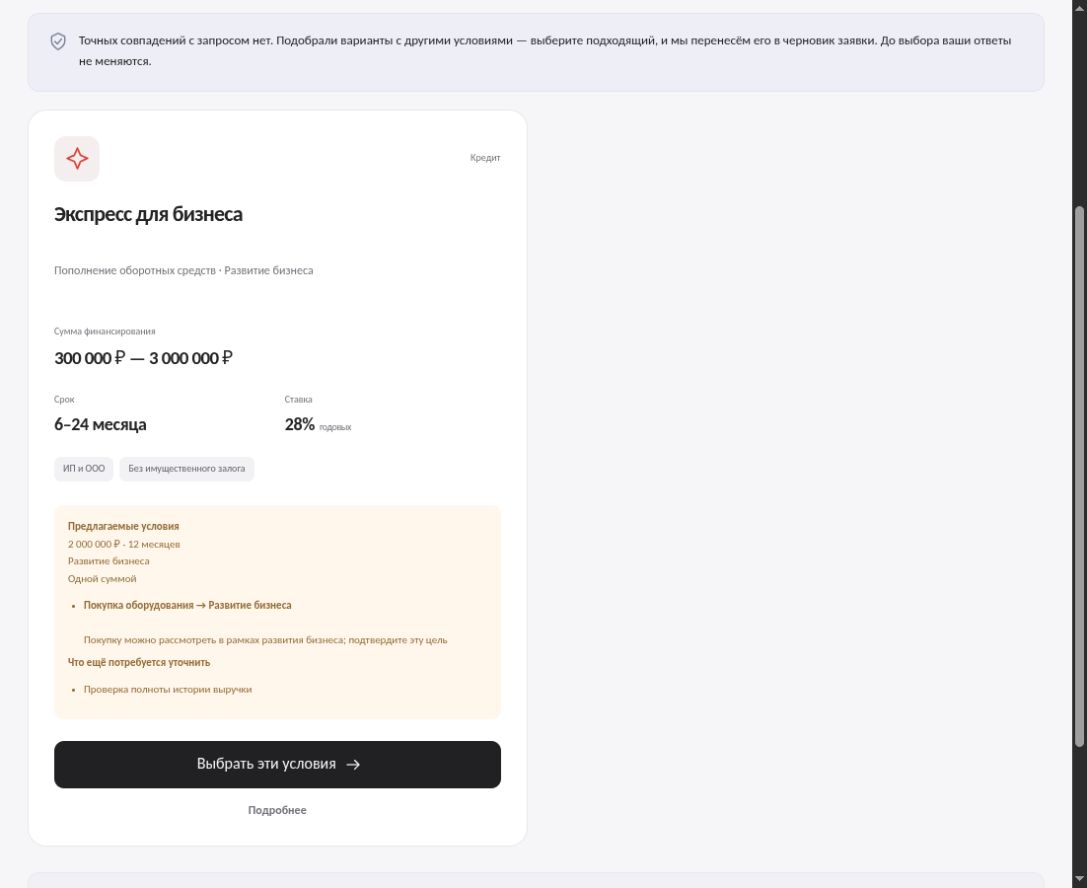 Точных совпадений с запросом нет. Подобрали варианты с другими условиями — выберите подходящий, и мы перенесём его в черновик заявки. До выбора ваши ответы
не меняются.
Кредит
Экспресс для бизнеса
Пополнение оборотных средств · Развитие бизнеса
Сумма финансирования
300 000 ₽ — 3 000 000 ₽
Срок
Ставка
6–24 месяца
28% годовых
ИП и ООО
Без имущественного залога
Предлагаемые условия
2 000 000 ₽ · 12 месяцев
Развитие бизнеса
Одной суммой
• Покупка оборудования → Развитие бизнеса
Покупку можно рассмотреть в рамках развития бизнеса; подтвердите эту цель
Что ещё потребуется уточнить
• Проверка полноты истории выручки
Выбрать эти условия →
Подробнее